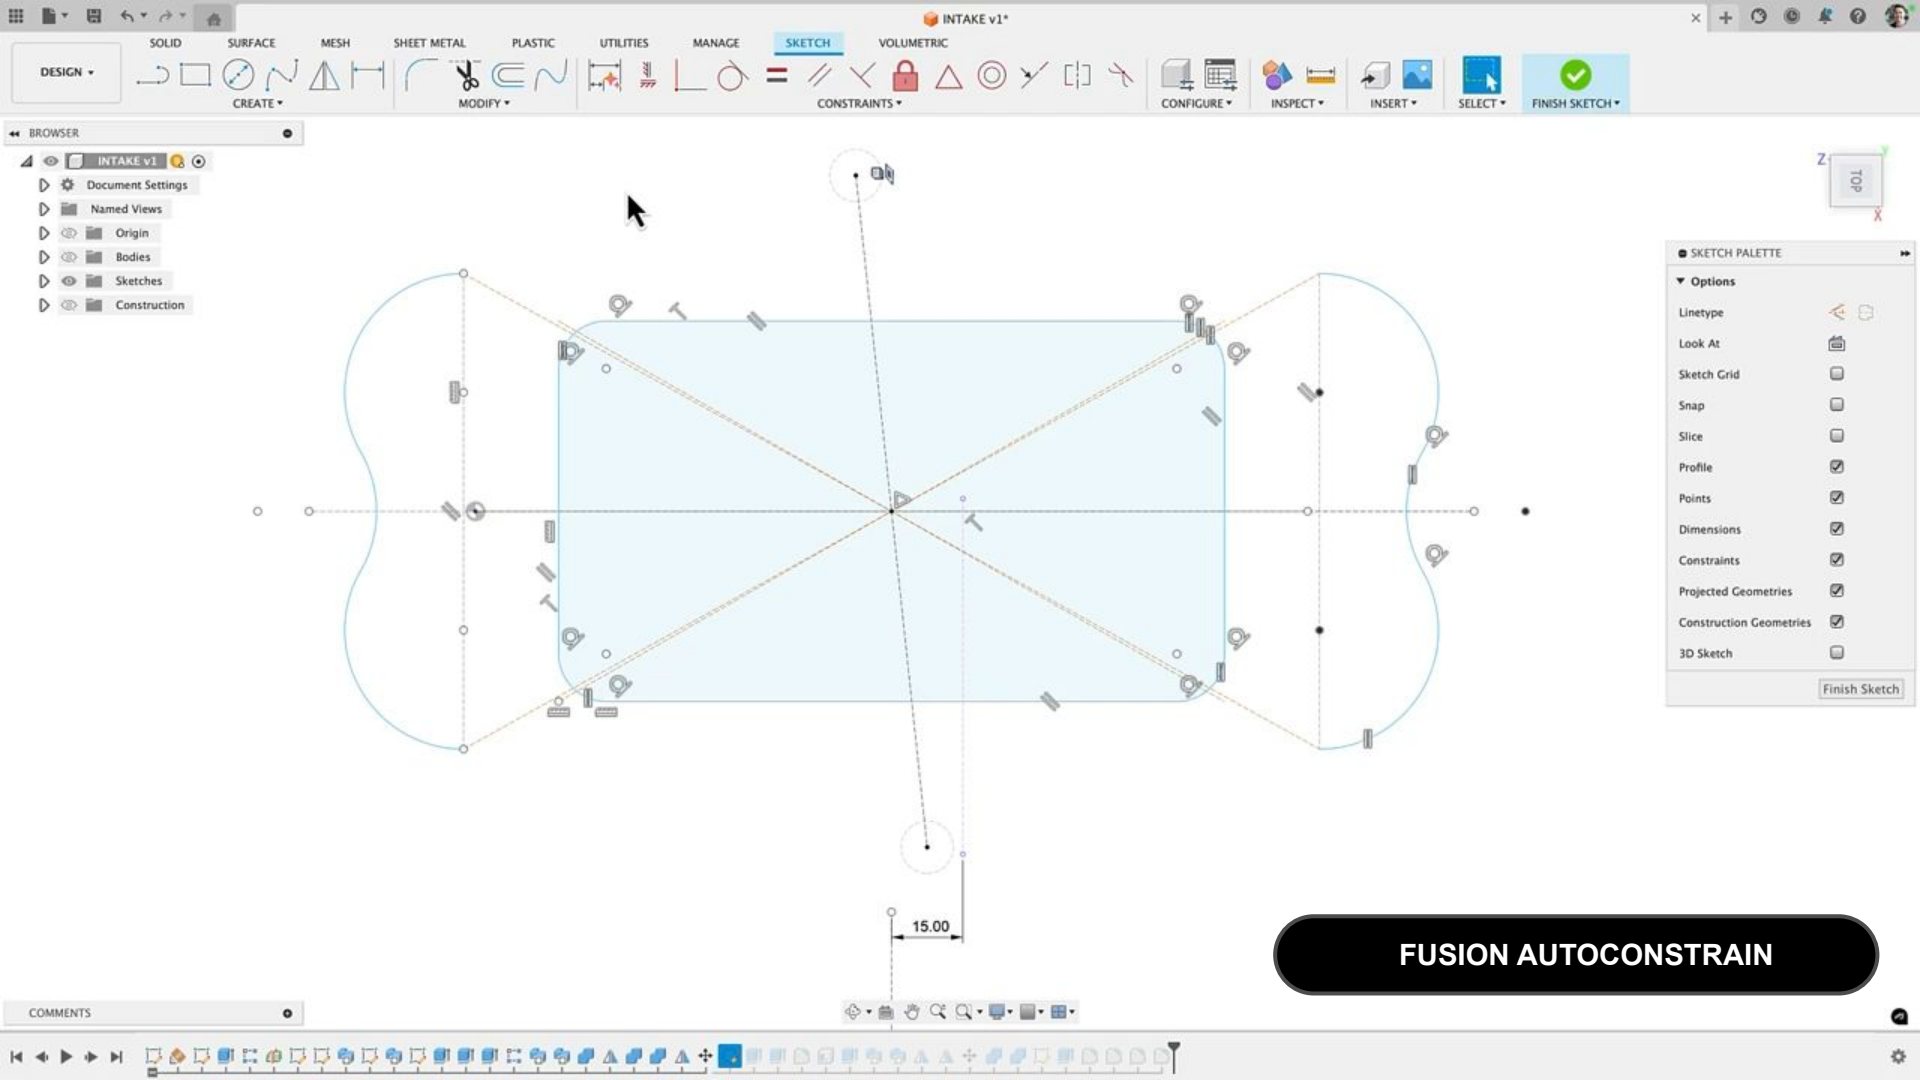 INTAKE v1*
SOLID SURFACE MESH SHEET METAL PLASTIC UTILITIES MANAGE SKETCH VOLUMETRIC
DESIGN
CREATE MODIFY CONSTRAINTS CONFIGURE INSPECT INSERT SELECT FINISH SKETCH
BROWSER
INTAKE v1
Document Settings
Named Views
Origin
Bodies
Sketches
Construction
Z
Y
TOP
X
SKETCH PALETTE
Options
Linetype
Look At
Sketch Grid
Snap
Slice
Profile
Points
Dimensions
Constraints
Projected Geometries
Construction Geometries
3D Sketch
Finish Sketch
15.00
FUSION AUTOCONSTRAIN
COMMENTS